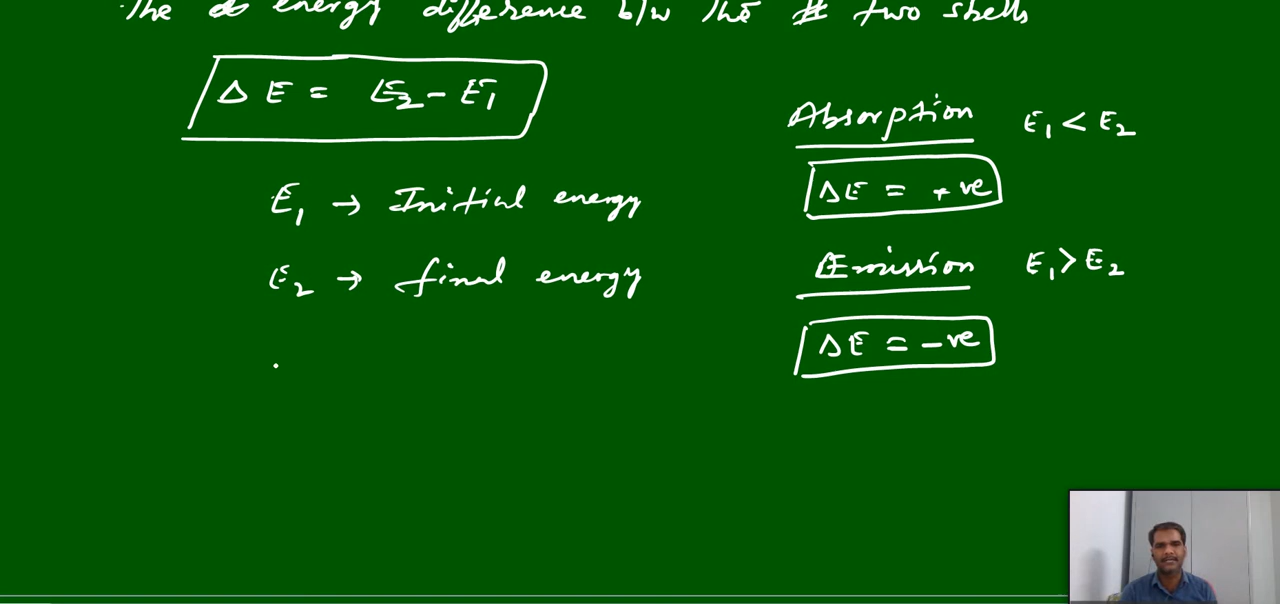 The energy difference b/w the two shells
ΔE = E₂ - E₁
E₁ → Initial energy
E₂ → final energy
Absorption E₁ < E₂
ΔE = +ve
Emission E₁ > E₂
ΔE = -ve